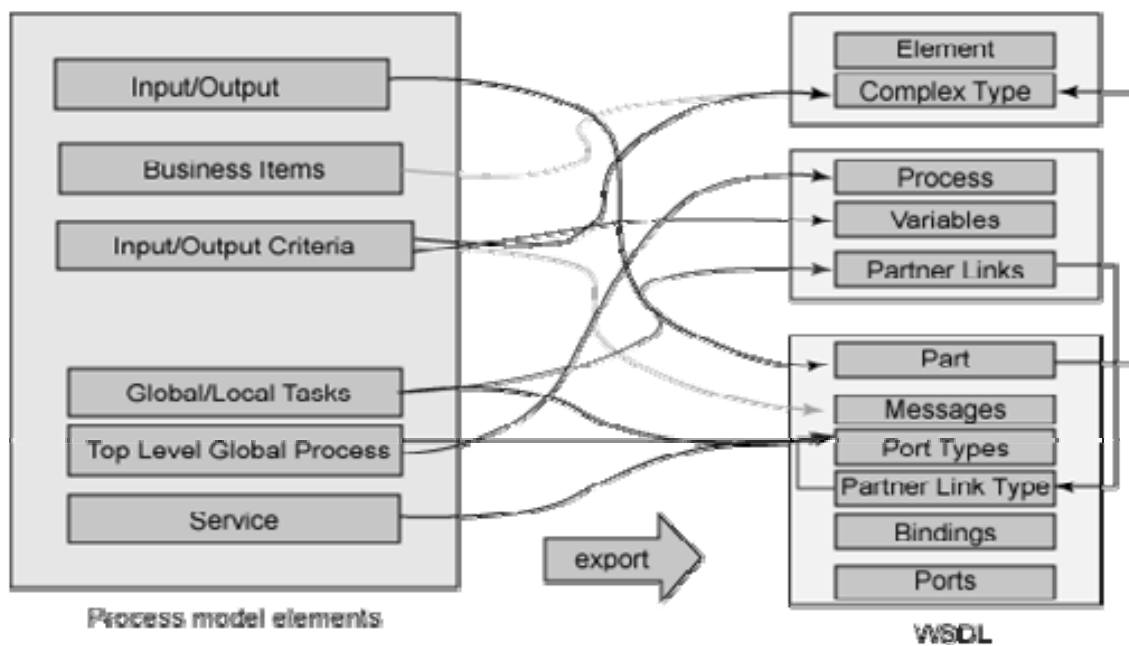 Input/Output
Business Items
Input/Output Criteria
Global/Local Tasks
Top Level Global Process
Service
Process model elements
export
Element
Complex Type
Process
Variables
Partner Links
Part
Messages
Port Types
Partner Link Type
Bindings
Ports
WSDL